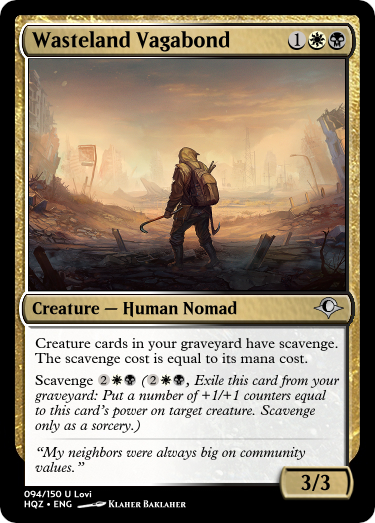 Wasteland Vagabond 1
Creature — Human Nomad
Creature cards in your graveyard have scavenge.
The scavenge cost is equal to its mana cost.
Scavenge 2 (2, Exile this card from your
graveyard: Put a number of +1/+1 counters equal
to this card's power on target creature. Scavenge
only as a sorcery.)
"My neighbors were always big on community
values."
3/3
094/150 U Lovi
HQZ • ENG Klaher Baklaher